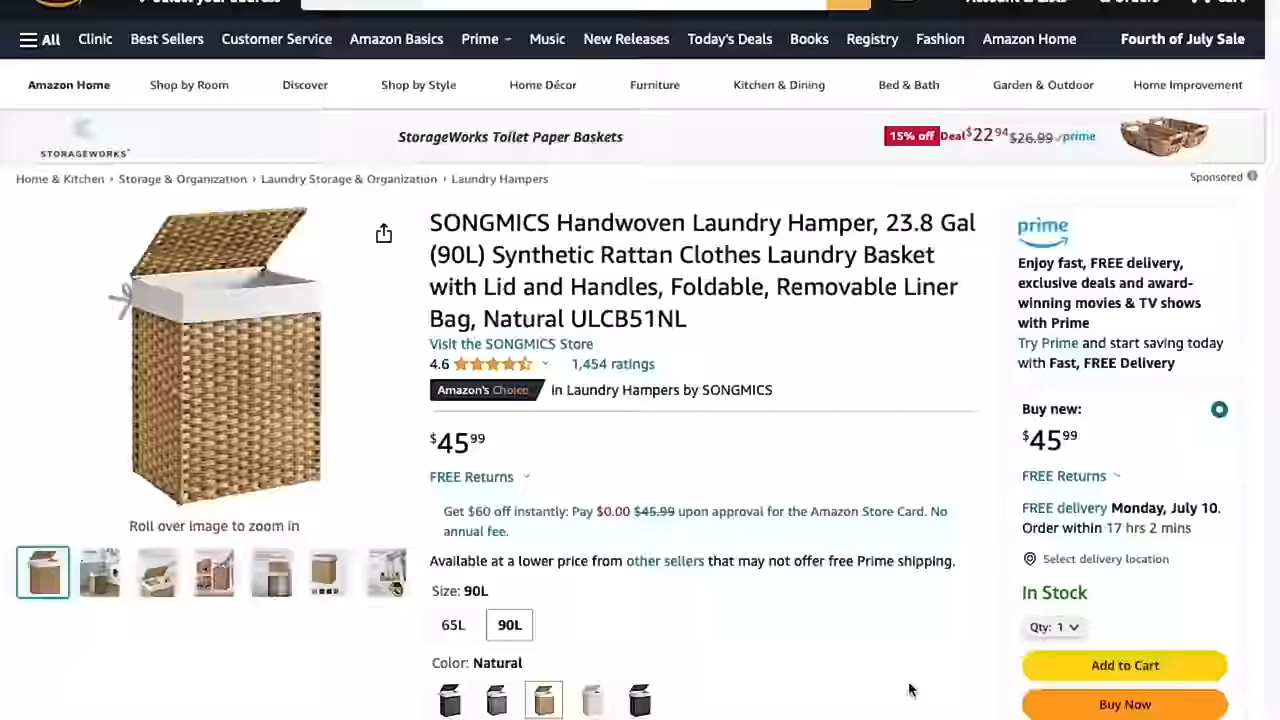 All Clinic Best Sellers Customer Service Amazon Basics Prime Music New Releases Today's Deals Books Registry Fashion Amazon Home Fourth of July Sale
Amazon Home Shop by Room Discover Shop by Style Home Décor Furniture Kitchen & Dining Bed & Bath Garden & Outdoor Home Improvement
STORAGEWORKS
StorageWorks Toilet Paper Baskets
15% off Deal $22.94 $26.99 prime
Home & Kitchen › Storage & Organization › Laundry Storage & Organization › Laundry Hampers
Sponsored
SONGMICS Handwoven Laundry Hamper, 23.8 Gal
(90L) Synthetic Rattan Clothes Laundry Basket
with Lid and Handles, Foldable, Removable Liner
Bag, Natural ULCB51NL
Visit the SONGMICS Store
4.6 1,454 ratings
Amazon's Choice in Laundry Hampers by SONGMICS
$45 99
FREE Returns
Get $60 off instantly: Pay $0.00 $45.99 upon approval for the Amazon Store Card. No
annual fee.
Available at a lower price from other sellers that may not offer free Prime shipping.
Size: 90L
65L 90L
Color: Natural
Roll over image to zoom in
prime
Enjoy fast, FREE delivery,
exclusive deals and award-
winning movies & TV shows
with Prime
Try Prime and start saving today
with Fast, FREE Delivery
Buy new:
$45 99
FREE Returns
FREE delivery Monday, July 10.
Order within 17 hrs 2 mins
Select delivery location
In Stock
Qty: 1
Add to Cart
Buy Now